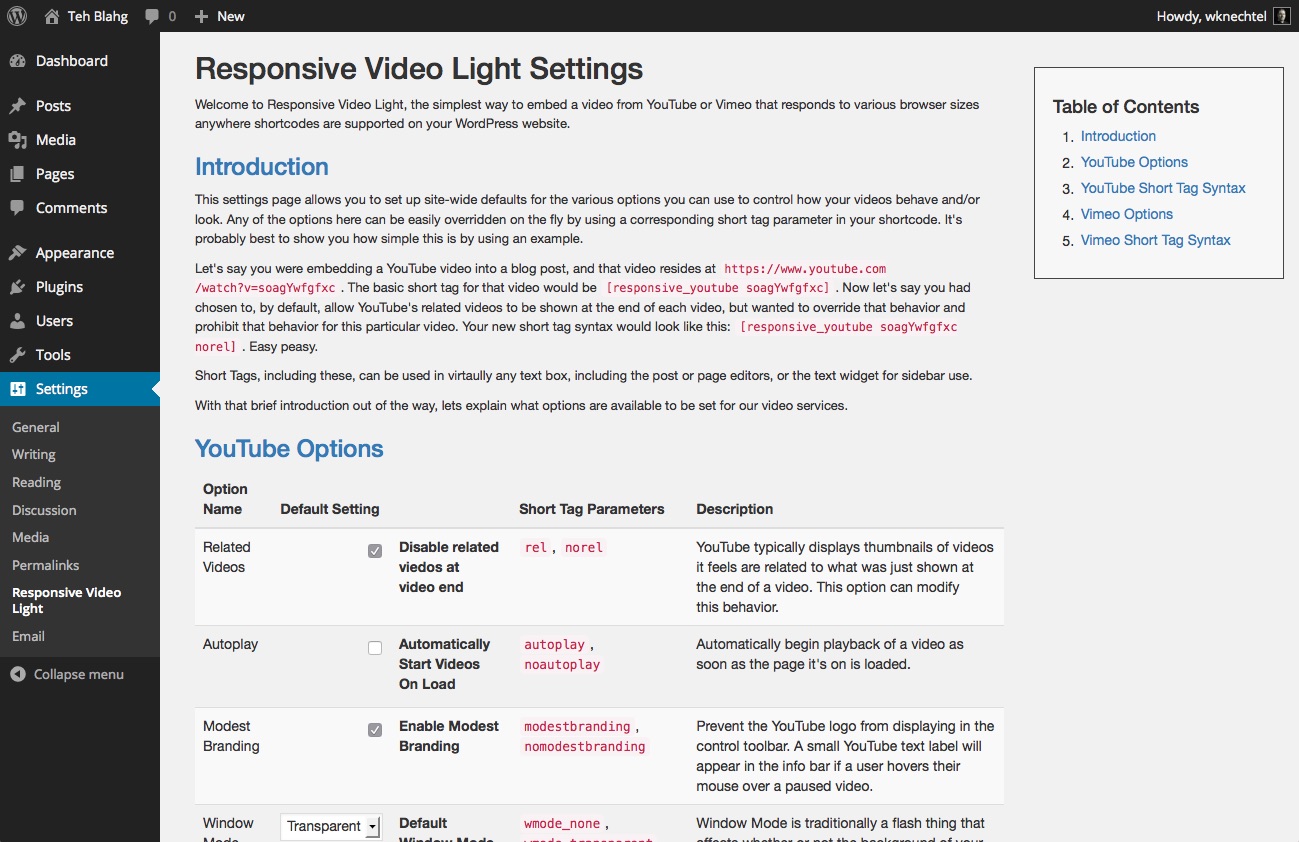 Teh Blahg 0 New Howdy, wknechtel
Dashboard
Posts
Media
Pages
Comments
Appearance
Plugins
Users
Tools
Settings
General
Writing
Reading
Discussion
Media
Permalinks
Responsive Video
Light
Email
Collapse menu
Responsive Video Light Settings
Welcome to Responsive Video Light, the simplest way to embed a video from YouTube or Vimeo that responds to various browser sizes
anywhere shortcodes are supported on your WordPress website.
Introduction
This settings page allows you to set up site-wide defaults for the various options you can use to control how your videos behave and/or
look. Any of the options here can be easily overridden on the fly by using a corresponding short tag parameter in your shortcode. It's
probably best to show you how simple this is by using an example.
Let's say you were embedding a YouTube video into a blog post, and that video resides at https://www.youtube.com
/watch?v=soagYwfgfxc . The basic short tag for that video would be [responsive_youtube soagYwfgfxc] . Now let's say you had
chosen to, by default, allow YouTube's related videos to be shown at the end of each video, but wanted to override that behavior and
prohibit that behavior for this particular video. Your new short tag syntax would look like this: [responsive_youtube soagYwfgfxc
norel] . Easy peasy.
Short Tags, including these, can be used in virtaully any text box, including the post or page editors, or the text widget for sidebar use.
With that brief introduction out of the way, lets explain what options are available to be set for our video services.
YouTube Options
Option
Name Default Setting Short Tag Parameters Description
Related
Videos
Disable related
viedos at
video end
rel , norel
YouTube typically displays thumbnails of videos
it feels are related to what was just shown at
the end of a video. This option can modify
this behavior.
Autoplay
Automatically
Start Videos
On Load
autoplay ,
noautoplay
Automatically begin playback of a video as
soon as the page it's on is loaded.
Modest
Branding
Enable Modest
Branding
modestbranding ,
nomodestbranding
Prevent the YouTube logo from displaying in the
control toolbar. A small YouTube text label will
appear in the info bar if a user hovers their
mouse over a paused video.
Window
Mode
Transparent
Default
Window Mode
wmode_none ,
wmode_transparent
Window Mode is traditionally a flash thing that
affects whether or not the background of your
Table of Contents
1. Introduction
2. YouTube Options
3. YouTube Short Tag Syntax
4. Vimeo Options
5. Vimeo Short Tag Syntax